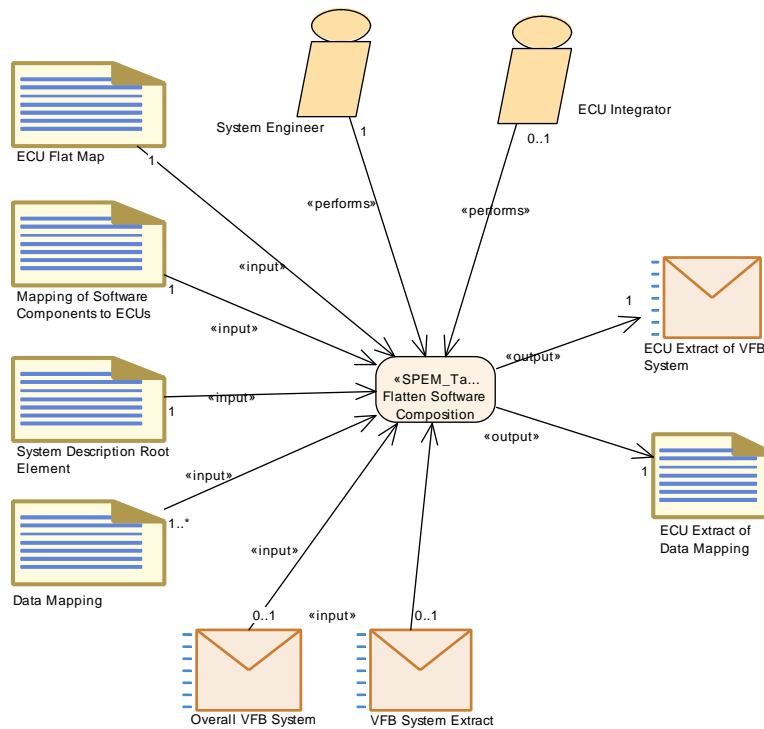 System Engineer
1
ECU Integrator
0..1
ECU Flat Map
1
«performs»
«performs»
«input»
Mapping of Software
Components to ECUs
1
«input»
1
ECU Extract of VFB
System
«output»
«SPEM_Ta...
Flatten Software
Composition
«input»
1
System Description Root
Element
«output»
1
ECU Extract of
Data Mapping
«input»
1..*
Data Mapping
«input»
0..1
«input»
0..1
Overall VFB System
VFB System Extract